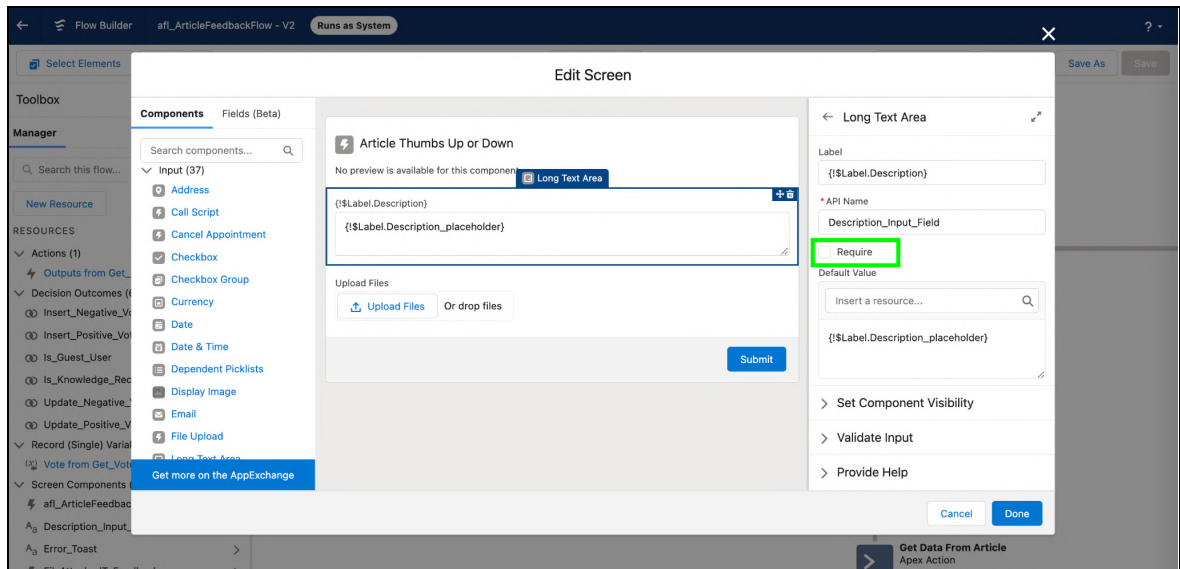 Flow Builder afl_ArticleFeedbackFlow - V2 Runs as System
?
Select Elements
Save As Save
Edit Screen
Toolbox
Manager
Search this flow...
New Resource
RESOURCES
Actions (1)
Outputs from Get_
Decision Outcomes (
Insert_Negative_Vo
Insert_Positive_Vot
Is_Guest_User
Is_Knowledge_Rec
Update_Negative_
Update_Positive_V
Record (Single) Varial
Vote from Get_Vot
Screen Components (
afl_ArticleFeedbac
Description_Input_
Error_Toast
Components Fields (Beta)
Search components...
Input (37)
Address
Call Script
Cancel Appointment
Checkbox
Checkbox Group
Currency
Date
Date & Time
Dependent Picklists
Display Image
Email
File Upload
Long Text Area
Get more on the AppExchange
Article Thumbs Up or Down
No preview is available for this component
Long Text Area
{!$Label.Description}
{!$Label.Description_placeholder}
Upload Files
Upload Files Or drop files
Submit
Long Text Area
Label
{!$Label.Description}
* API Name
Description_Input_Field
Require
Default Value
Insert a resource...
{!$Label.Description_placeholder}
Set Component Visibility
Validate Input
Provide Help
Cancel Done
Get Data From Article
Apex Action